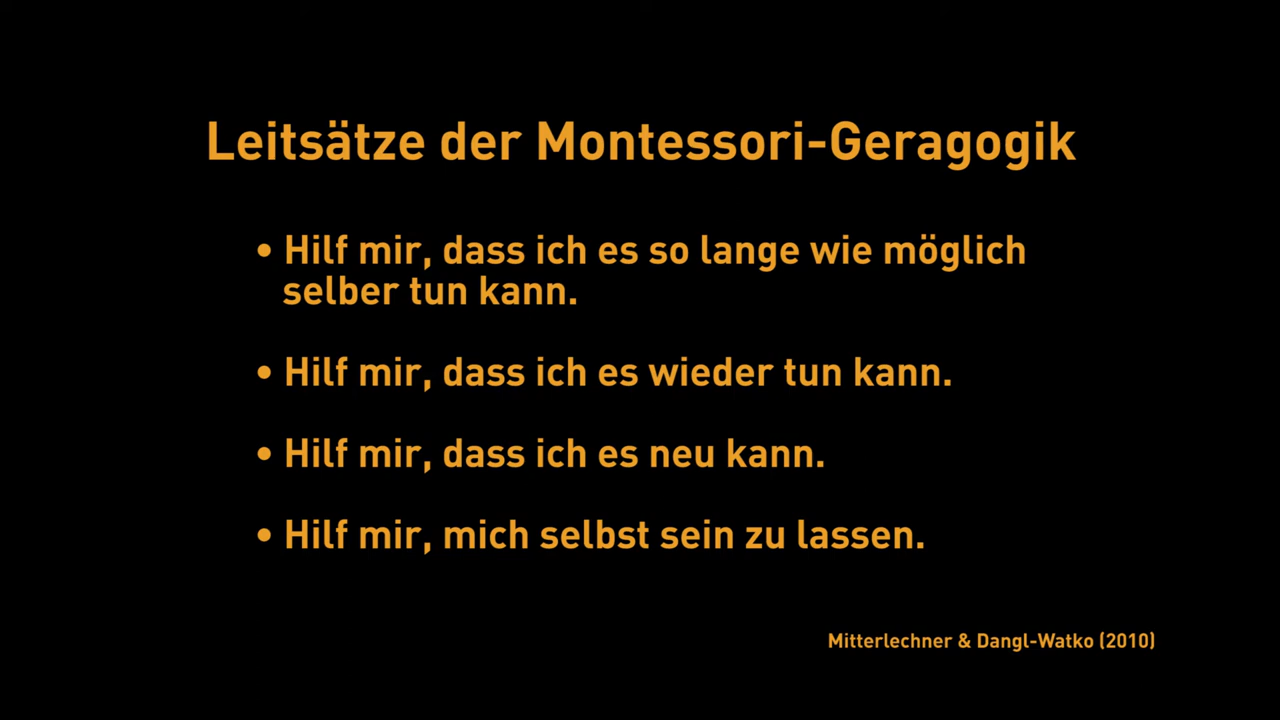 Leitsätze der Montessori-Geragogik
• Hilf mir, dass ich es so lange wie möglich
selber tun kann.
• Hilf mir, dass ich es wieder tun kann.
• Hilf mir, dass ich es neu kann.
• Hilf mir, mich selbst sein zu lassen.
Mitterlechner & Dangl-Watko (2010)